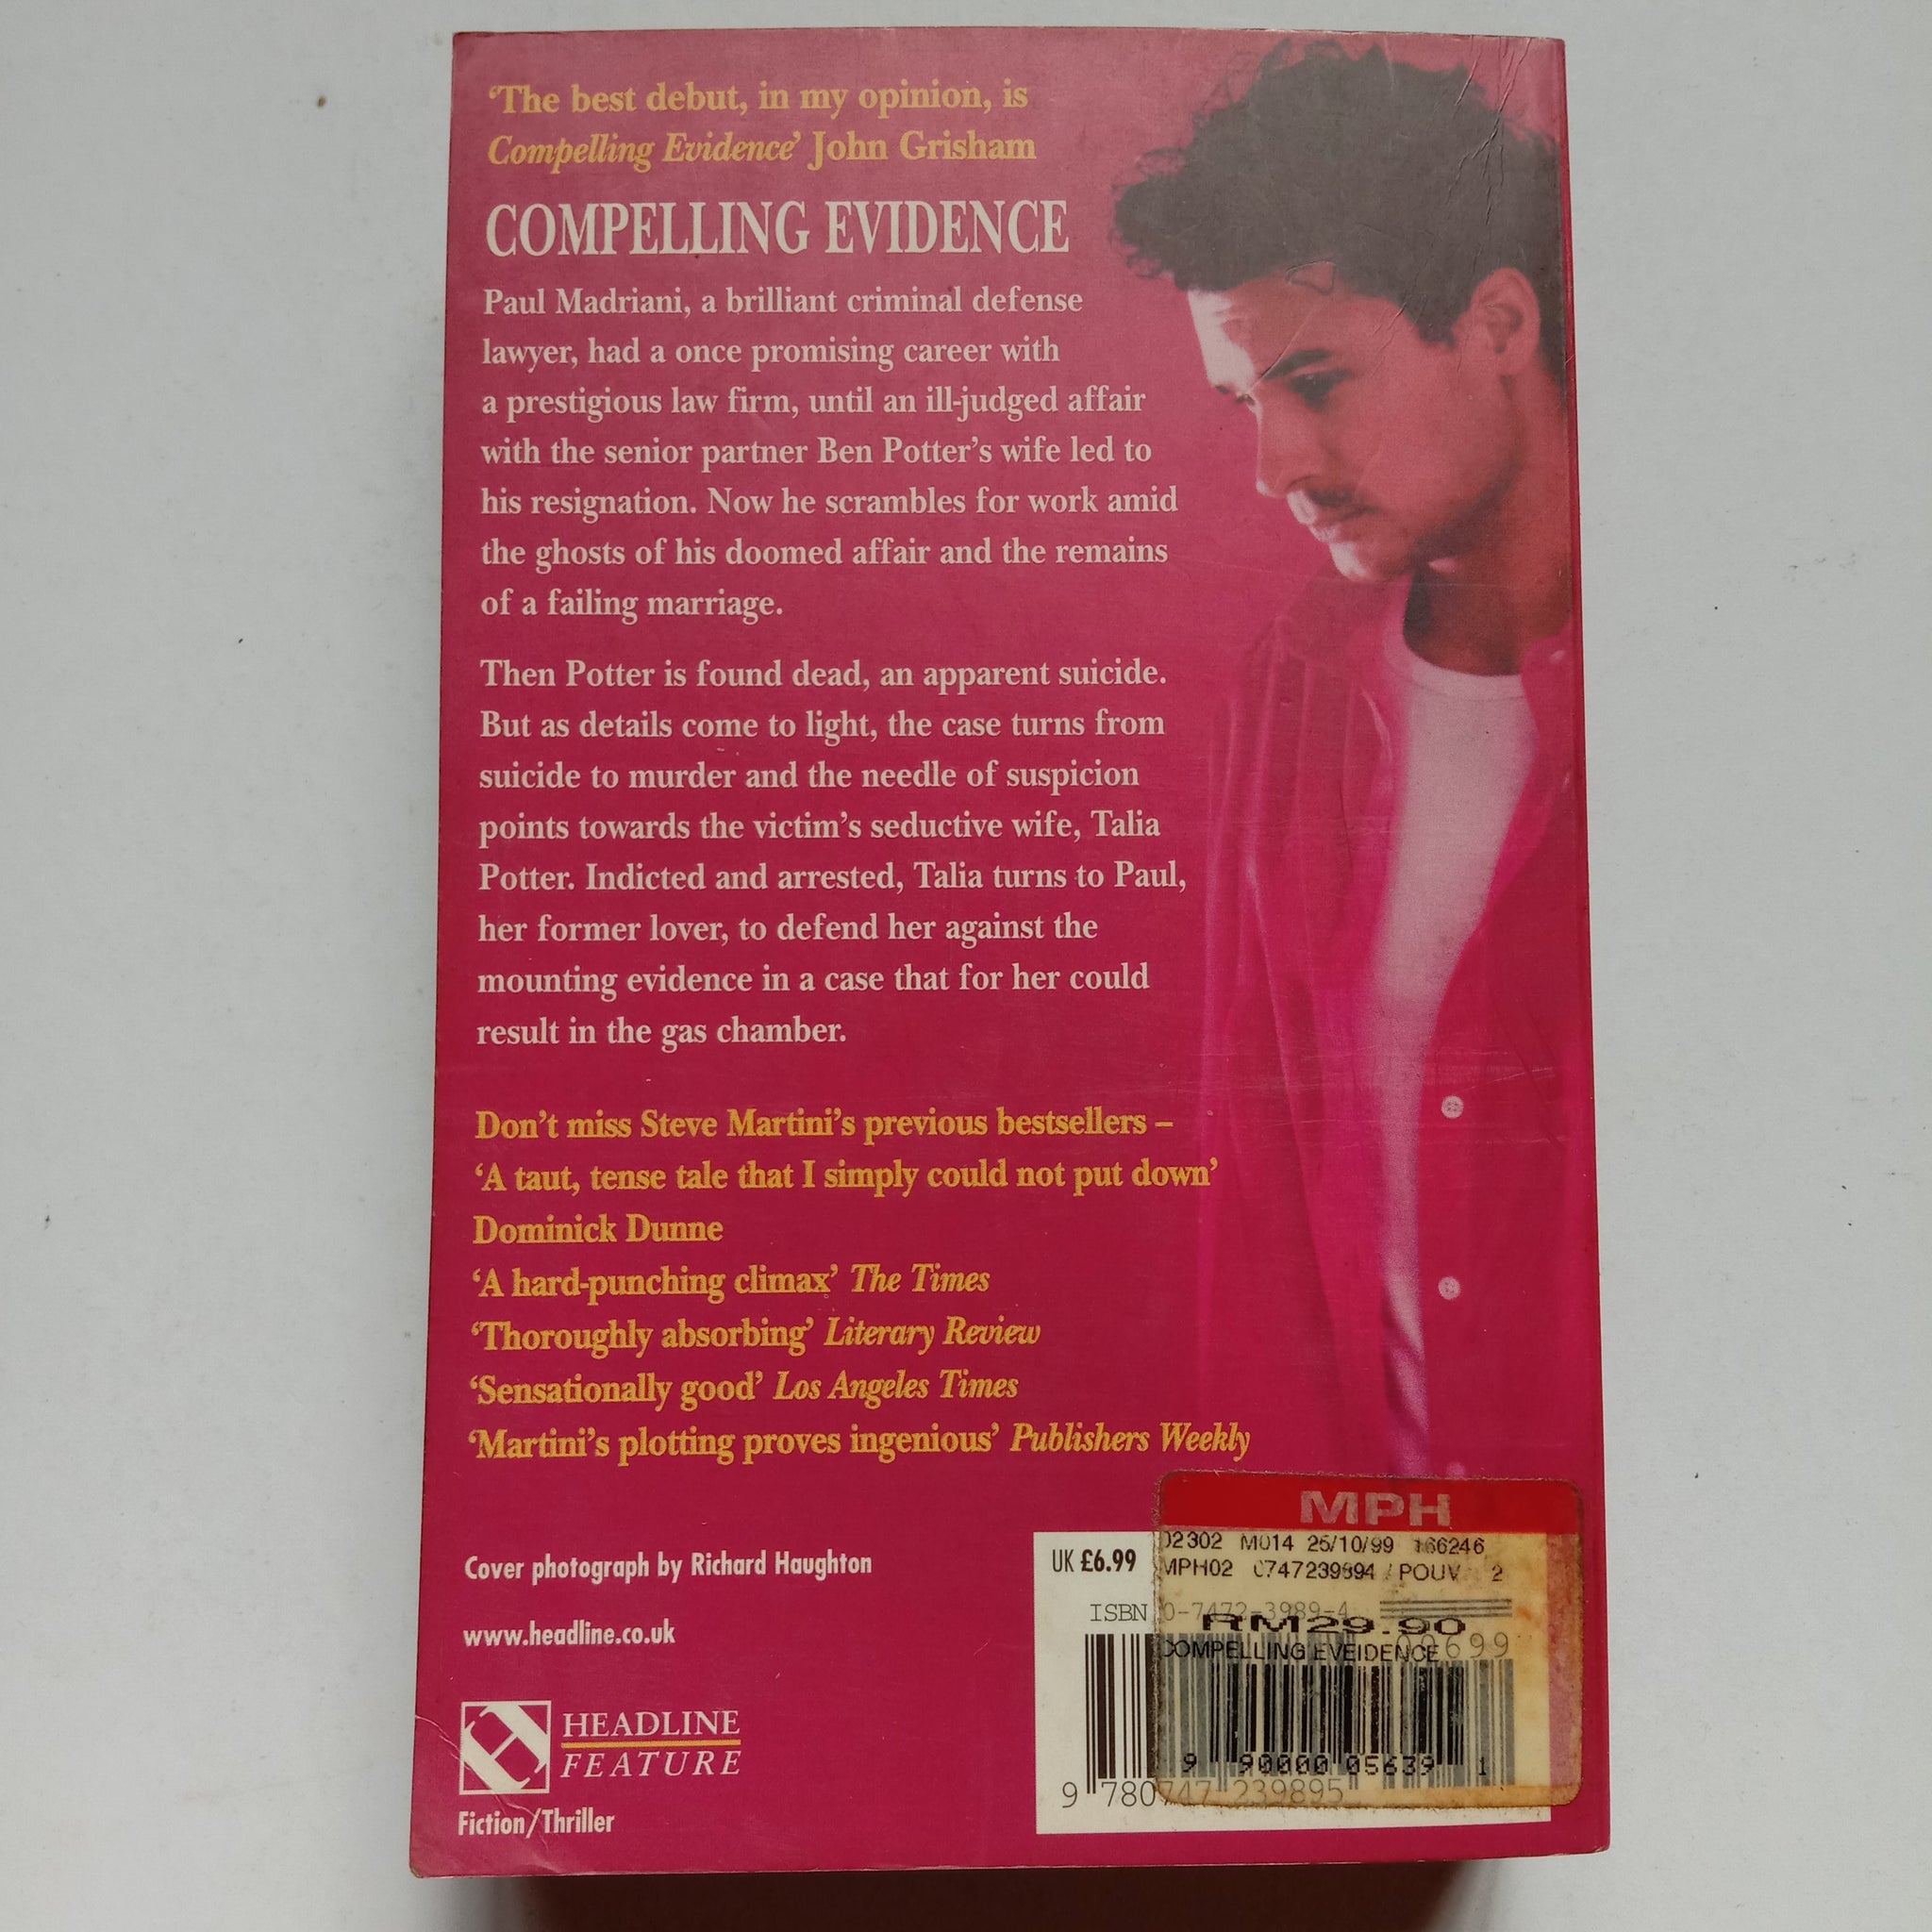 ‘The best debut, in my opinion, is
Compelling Evidence’ John Grisham
COMPELLING EVIDENCE
Paul Madriani, a brilliant criminal defense
lawyer, had a once promising career with
a prestigious law firm, until an ill-judged affair
with the senior partner Ben Potter’s wife led to
his resignation. Now he scrambles for work amid
the ghosts of his doomed affair and the remains
of a failing marriage.
Then Potter is found dead, an apparent suicide.
But as details come to light, the case turns from
suicide to murder and the needle of suspicion
points towards the victim’s seductive wife, Talia
Potter. Indicted and arrested, Talia turns to Paul,
her former lover, to defend her against the
mounting evidence in a case that for her could
result in the gas chamber.
Don’t miss Steve Martini’s previous bestsellers –
‘A taut, tense tale that I simply could not put down’
Dominick Dunne
‘A hard-punching climax’ The Times
‘Thoroughly absorbing’ Literary Review
‘Sensationally good’ Los Angeles Times
‘Martini’s plotting proves ingenious’ Publishers Weekly
Cover photograph by Richard Haughton
www.headline.co.uk
HEADLINE
FEATURE
Fiction/Thriller
MPH
02302 M014 25/10/99 166246
MPH02 0747239894 / POUV 2
UK £6.99
ISBN 0-7472-3989-4
RM29.90
COMPELLING EVEIDENCE
9 90000 05639 1
9 780747 239895